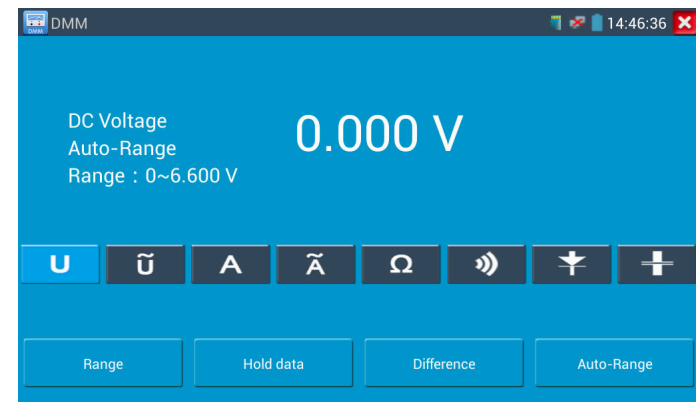 DMM
DMM
14:46:36
DC Voltage
0.000 V
Auto-Range
Range : 0~6.600 V
U Ũ A Ã Ω
Range Hold data Difference Auto-Range